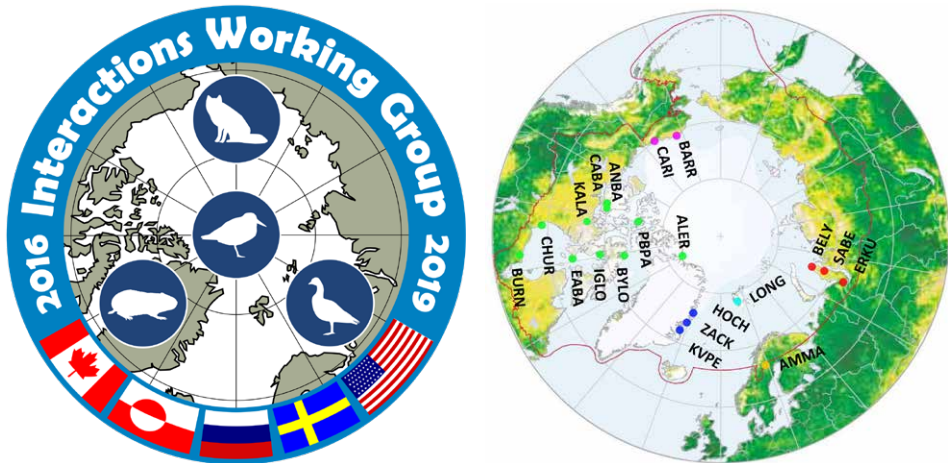 2016 Interactions Working Group 2019
BARR
CARI
ANBA
CABA
KALA
PBPA
ALER
CHUR
BURN
EABA
IGLO
BYLO
BELY
SABE
ERKU
LONG
HOCH
ZACK
KVPE
AMMA